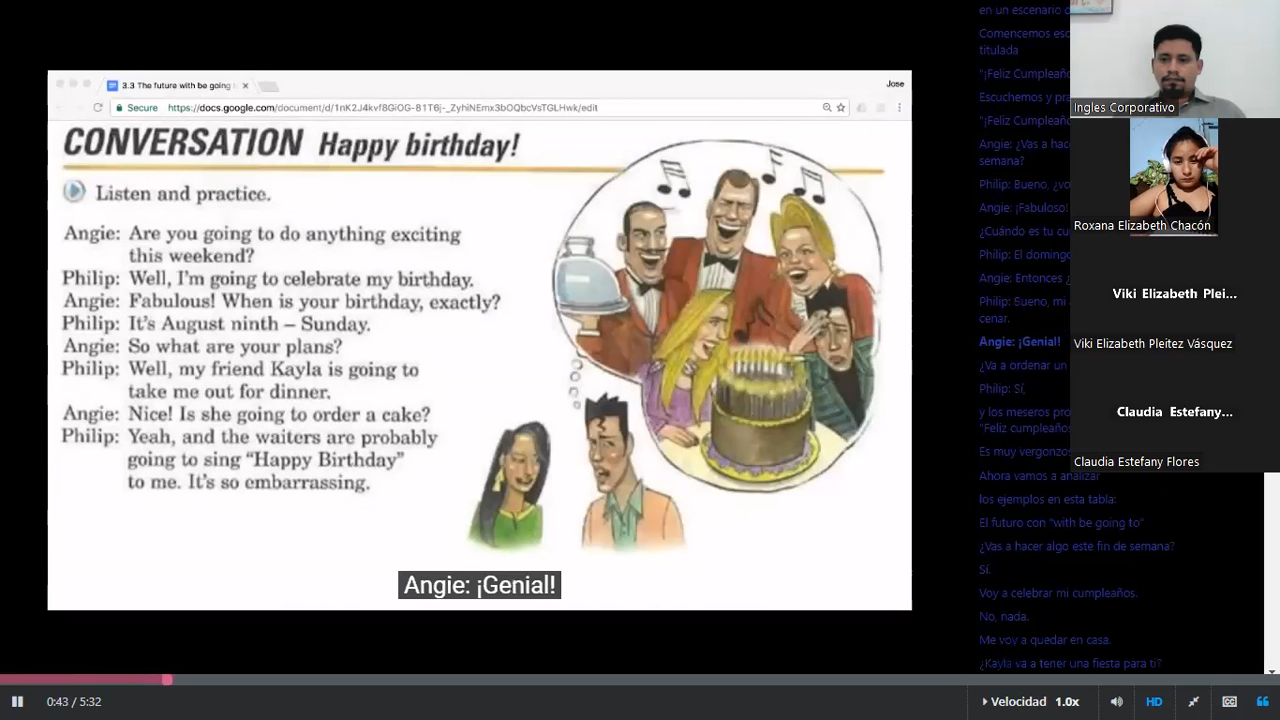 3.3 The future with be going
Jose
Secure
https://docs.google.com/document/d/1nK2J4kvf8GiOG-81T6j-_ZyhiNEmx3bOQbcVsTGLHwk/edit
CONVERSATION Happy birthday!
Listen and practice.
Angie: Are you going to do anything exciting
this weekend?
Philip: Well, I'm going to celebrate my birthday.
Angie: Fabulous! When is your birthday, exactly?
Philip: It's August ninth – Sunday.
Angie: So what are your plans?
Philip: Well, my friend Kayla is going to
take me out for dinner.
Angie: Nice! Is she going to order a cake?
Philip: Yeah, and the waiters are probably
going to sing "Happy Birthday"
to me. It's so embarrassing.
Angie: ¡Genial!
en un escenario
Comencemos
titulada
"¡Feliz Cumpleaño
Escuchemos y
"¡Feliz Cumpleaño
Angie: ¿Vas a hace
semana?
Philip: Bueno,
Angie: ¡Fabuloso!
¿Cuándo es tu
Philip: El domingo
Angie: Entonces
Philip: Bueno, mi
cenar.
Angie: ¡Genial!
¿Va a ordenar un
Philip: Sí,
y los meseros
"Feliz cumpleaños
Es muy
Ahora vamos a analizar
los ejemplos en esta tabla:
El futuro con "with be going to"
¿Vas a hacer algo este fin de semana?
Sí.
Voy a celebrar mi cumpleaños.
No, nada.
Me voy a quedar en casa.
¿Kayla va a tener una fiesta para ti?
Ingles Corporativo
Roxana Elizabeth Chacón
Viki Elizabeth Plei...
Viki Elizabeth Pleitez Vásquez
Claudia Estefany...
Claudia Estefany Flores
0:43 / 5:32
Velocidad 1.0x
HD